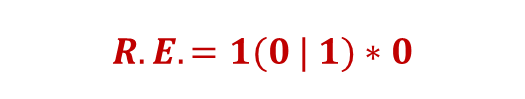 R. E. = 1(0 | 1) * 0